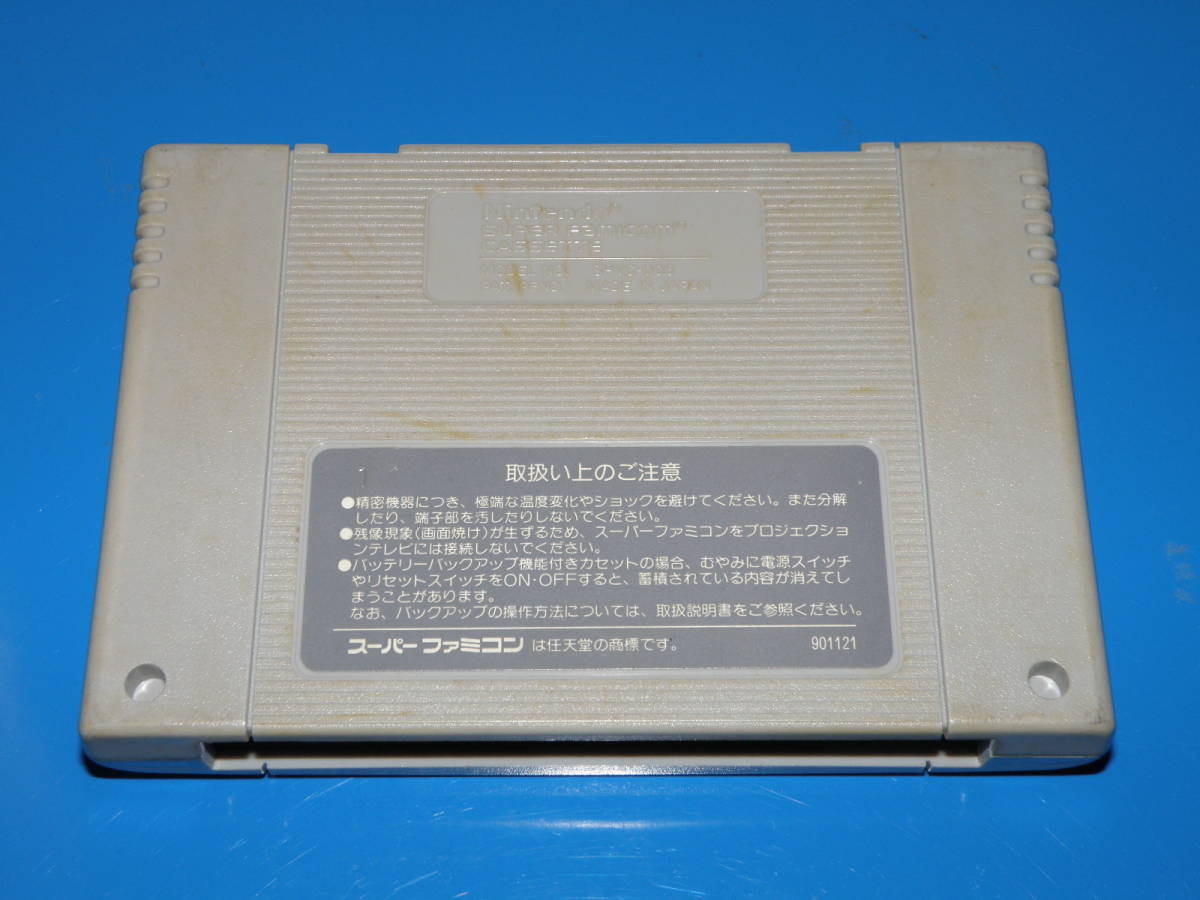 Nintendo
SUPER FAMICOM
CASSETTE
MODEL NO. SHVC-006
PAT. PEND. MADE IN JAPAN
取扱い上のご注意
●精密機器につき、極端な温度変化やショックを避けてください。また分解
したり、端子部を汚したりしないでください。
●残像現象(画面焼け)が生ずるため、スーパーファミコンをプロジェクショ
ンテレビには接続しないでください。
●バッテリーバックアップ機能付きカセットの場合、むやみに電源スイッチ
やリセットスイッチをON·OFFすると、蓄積されている内容が消えてし
まうことがあります。
なお、バックアップの操作方法については、取扱説明書をご参照ください。
スーパーファミコン は任天堂の商標です。 901121